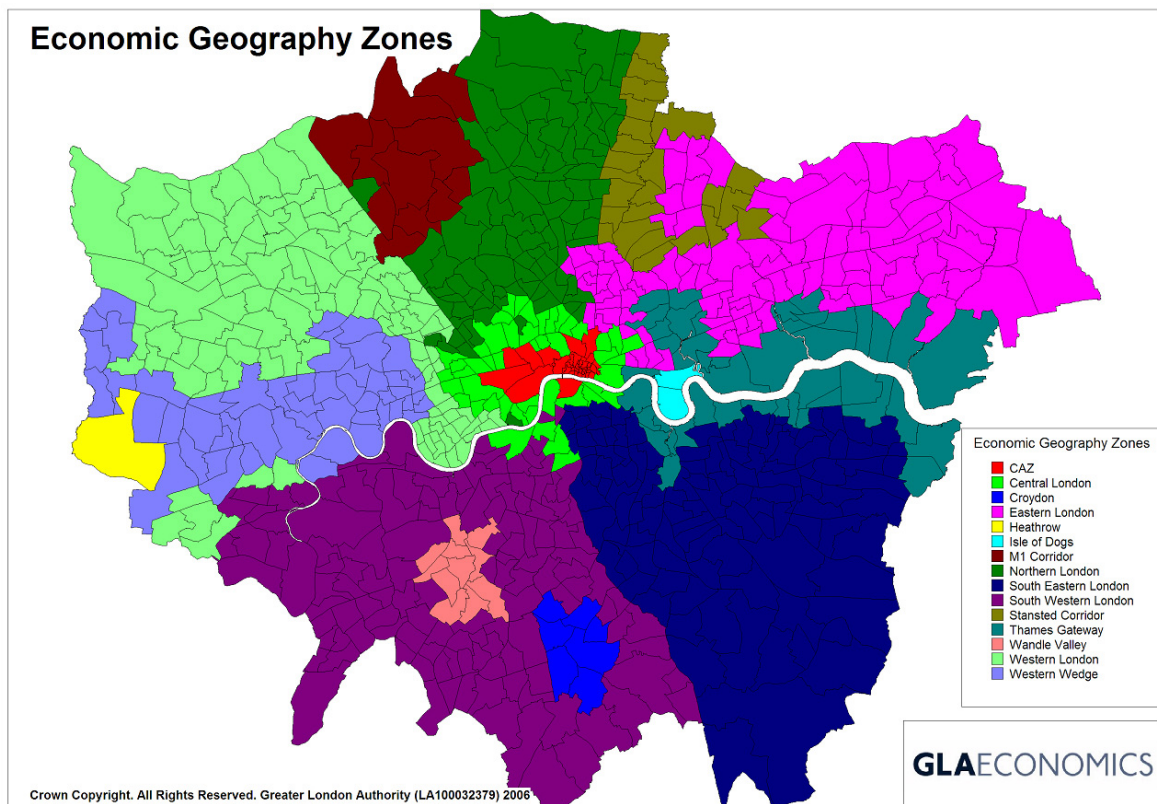 Economic Geography Zones
Economic Geography Zones
CAZ
Central London
Croydon
Eastern London
Heathrow
Isle of Dogs
M1 Corridor
Northern London
South Eastern London
South Western London
Stansted Corridor
Thames Gateway
Wandle Valley
Western London
Western Wedge
GLAECONOMICS
Crown Copyright. All Rights Reserved. Greater London Authority (LA100032379) 2006